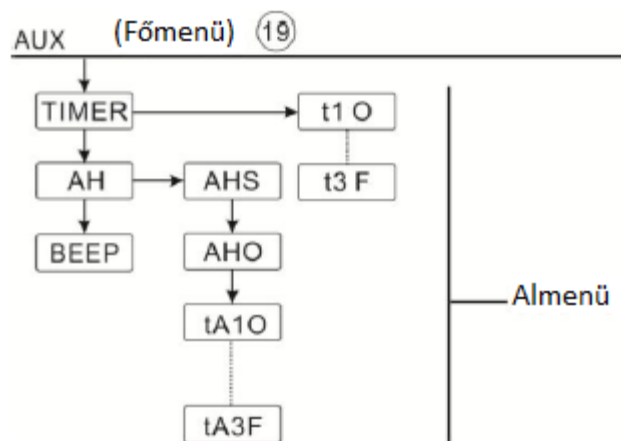 AUX (Főmenü) 19
TIMER t1 O
AH AHS t3 F
BEEP AHO
tA1O Almenü
tA3F